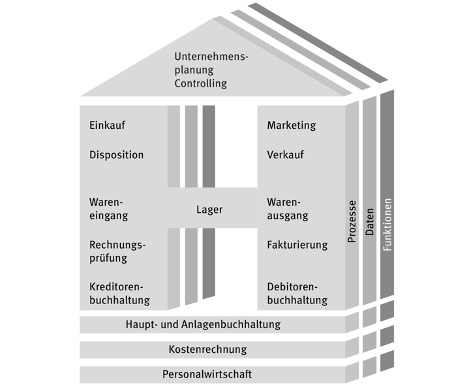 Unternehmens-
planung
Controlling
Einkauf
Disposition
Waren-
eingang
Rechnungs-
prüfung
Kreditoren-
buchhaltung
Lager
Marketing
Verkauf
Waren-
ausgang
Fakturierung
Debitoren-
buchhaltung
Prozesse
Daten
Funktionen
Haupt- und Anlagenbuchhaltung
Kostenrechnung
Personalwirtschaft